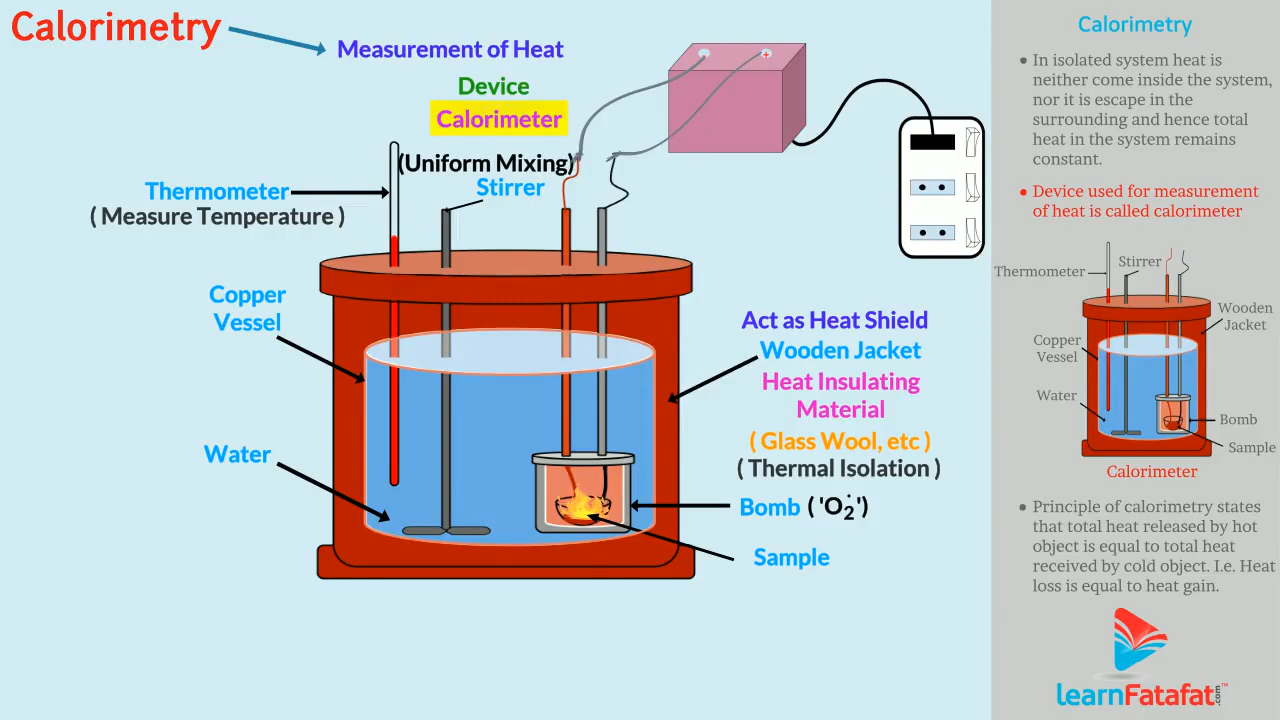 Calorimetry
Measurement of Heat
Device
Calorimeter
(Uniform Mixing)
Stirrer
Thermometer
( Measure Temperature )
Copper
Vessel
Water
Act as Heat Shield
Wooden Jacket
Heat Insulating
Material
( Glass Wool, etc )
( Thermal Isolation )
Bomb ( 'O₂')
Sample
+
Calorimetry
• In isolated system heat is
neither come inside the system,
nor it is escape in the
surrounding and hence total
heat in the system remains
constant.
• Device used for measurement
of heat is called calorimeter
Thermometer
Stirrer
Wooden
Jacket
Copper
Vessel
Water
Bomb
Sample
Calorimeter
• Principle of calorimetry states
that total heat released by hot
object is equal to total heat
received by cold object. I.e. Heat
loss is equal to heat gain.
learnFatafat.com™